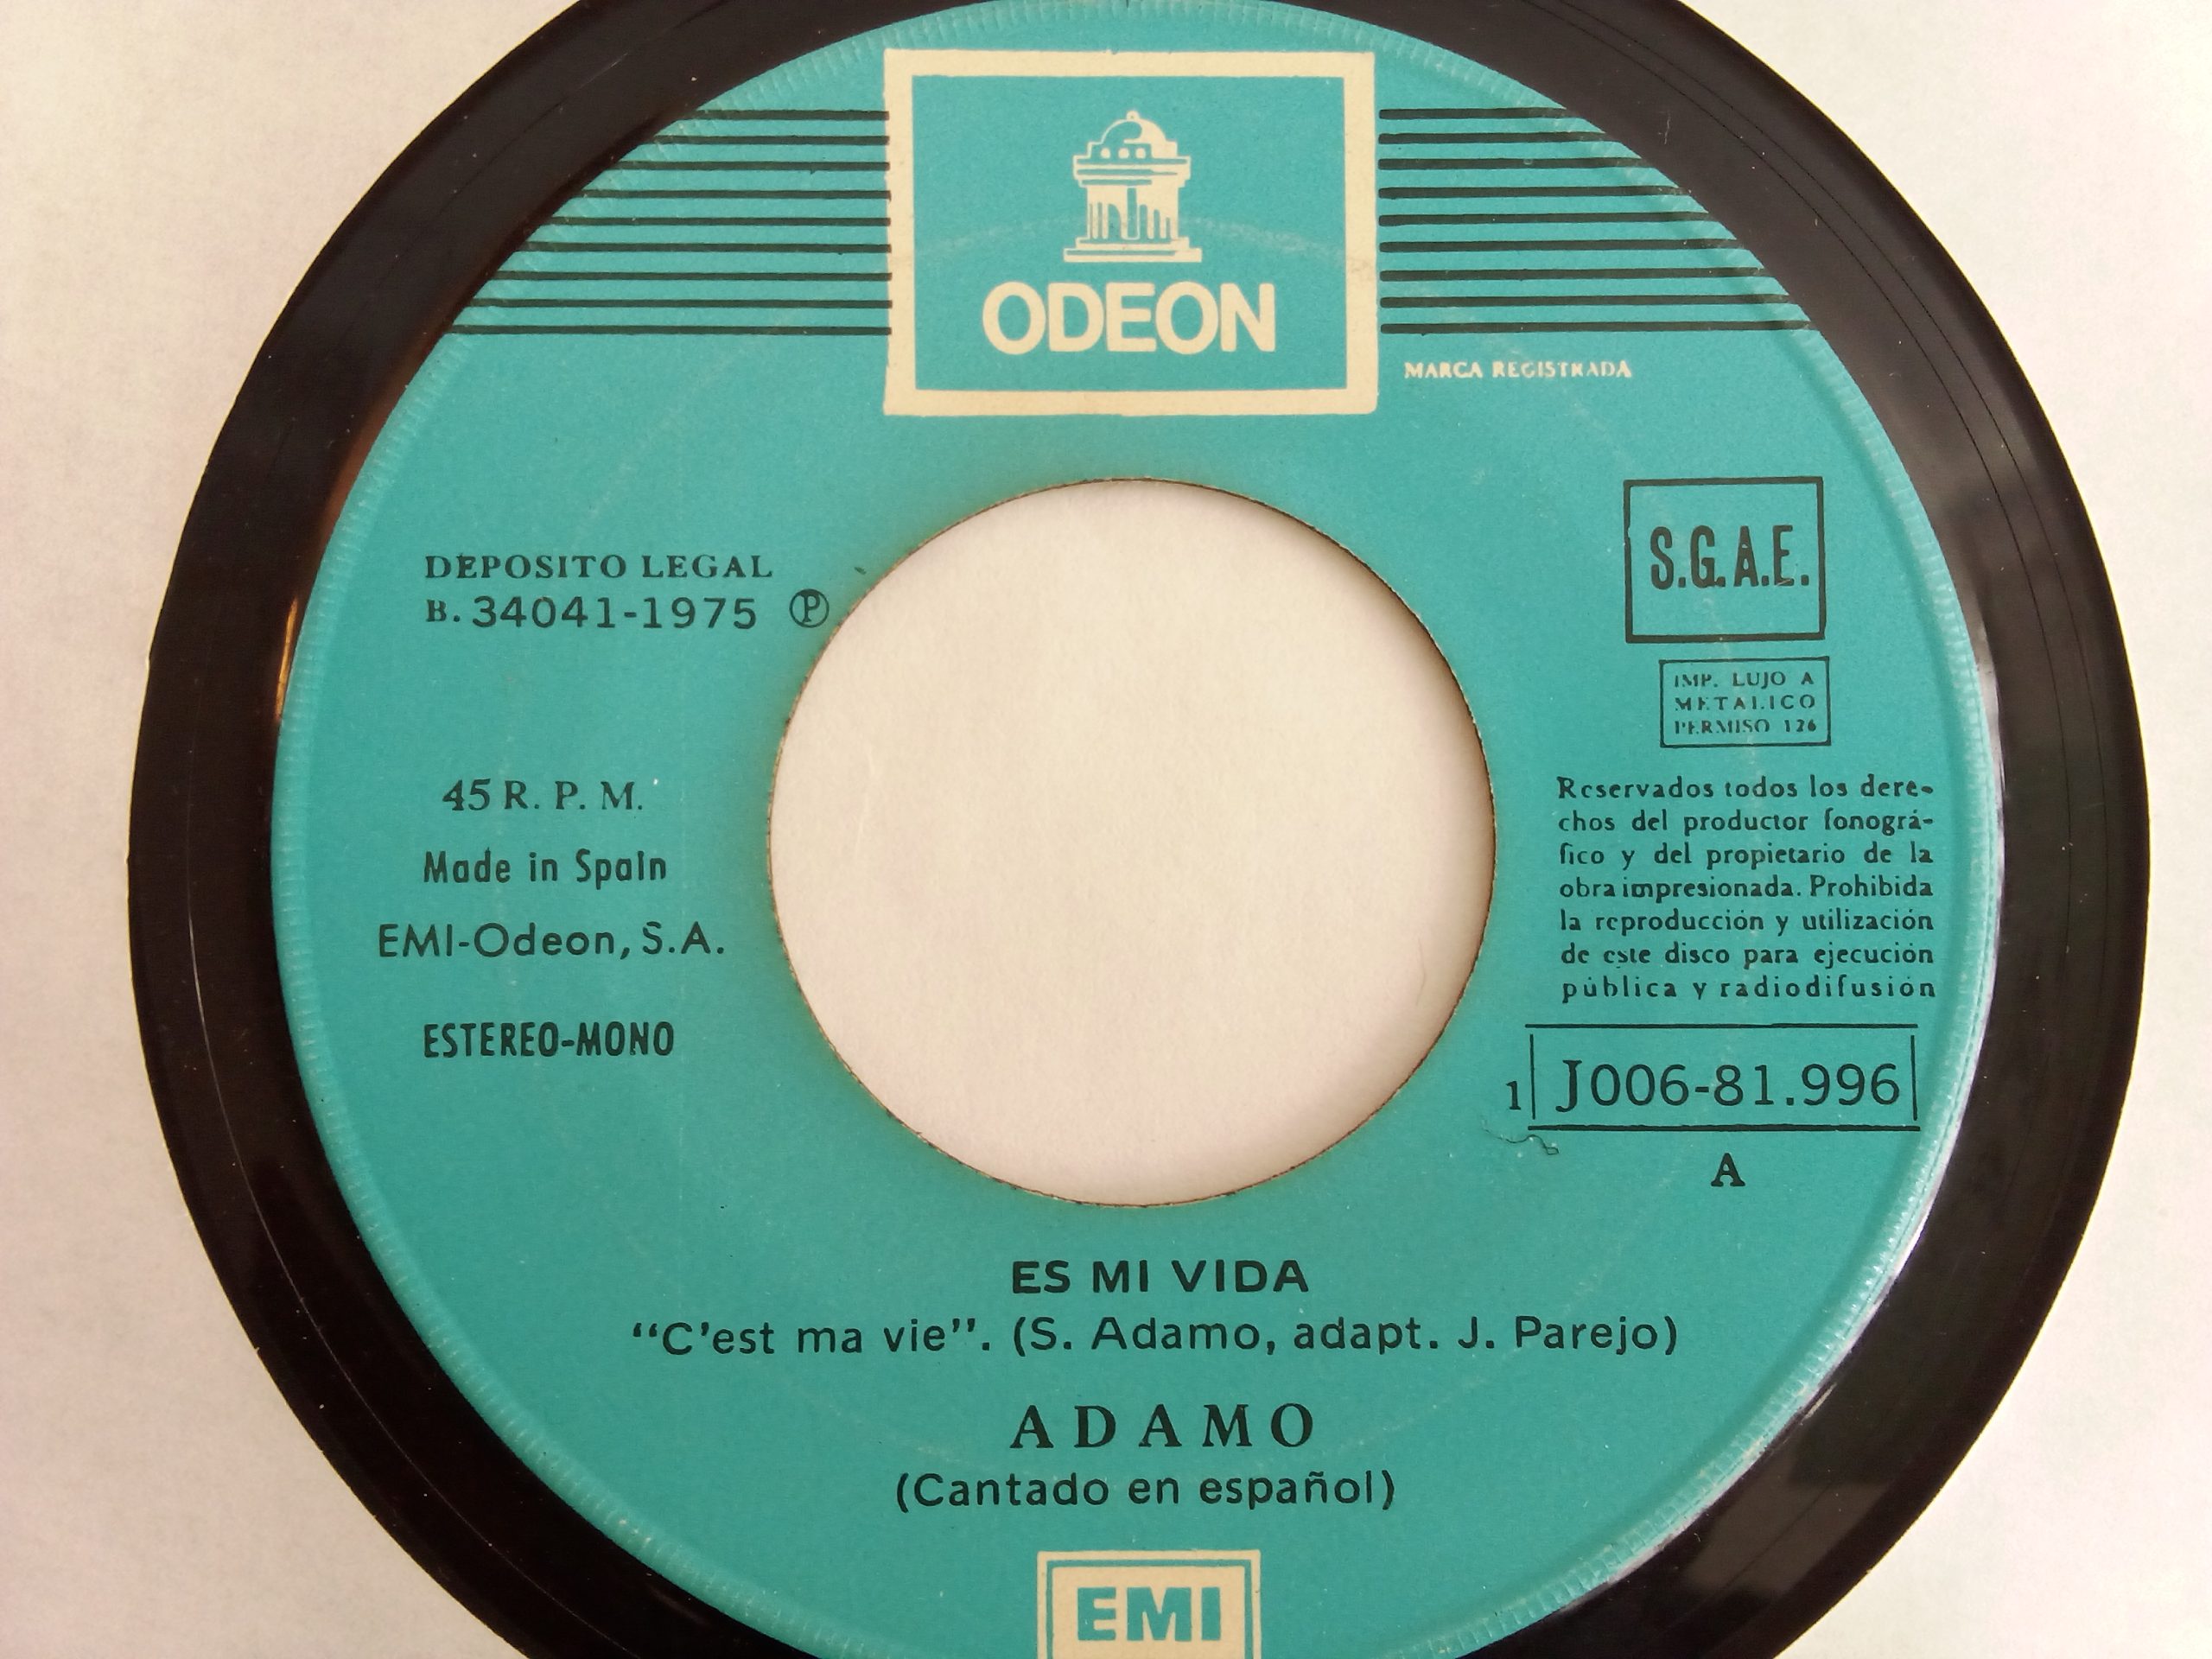 ODEON
MARCA REGISTRADA
DEPOSITO LEGAL
B. 34041-1975 Ⓟ
S.G.A.E.
IMP. LUJO A
METALICO
PERMISO 126
45 R. P. M.
Made in Spain
EMI-Odeon, S.A.
ESTEREO-MONO
Reservados todos los dere-
chos del productor fonográ-
fico y del propietario de la
obra impresionada. Prohibida
la reproducción y utilización
de este disco para ejecución
pública y radiodifusión
1 J006-81.996
A
ES MI VIDA
"C'est ma vie". (S. Adamo, adapt. J. Parejo)
ADAMO
(Cantado en español)
EMI